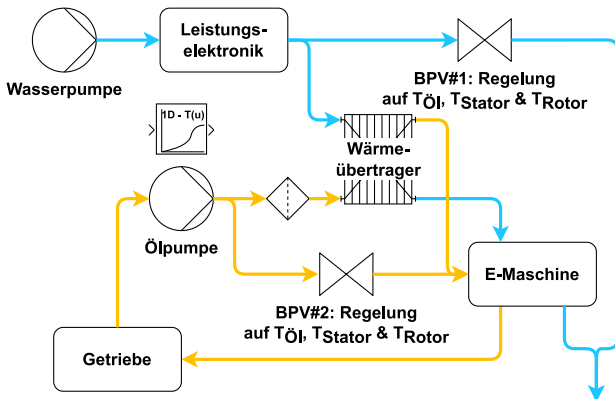 Leistungs-
elektronik
Wasserpumpe
BPV#1: Regelung
auf TÖl, TStator & TRotor
1D - T(u)
Wärme-
übertrager
Ölpumpe
E-Maschine
BPV#2: Regelung
auf TÖl, TStator & TRotor
Getriebe